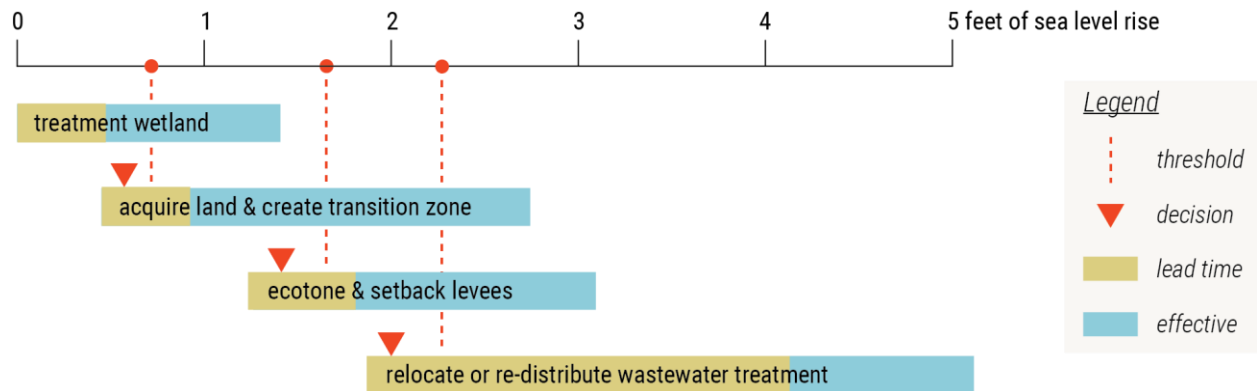 0 1 2 3 4 5 feet of sea level rise
treatment wetland
acquire land & create transition zone
ecotone & setback levees
relocate or re-distribute wastewater treatment
Legend
threshold
decision
lead time
effective